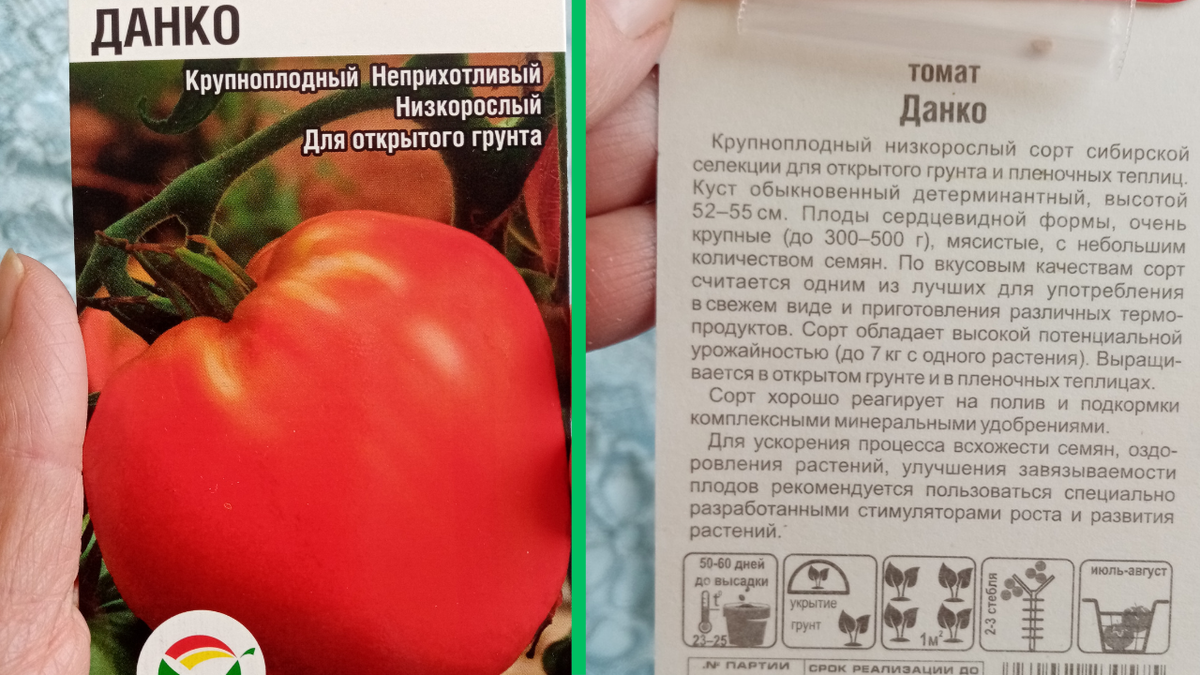 ДАНКО
Крупноплодный Неприхотливый
Низкорослый
Для открытого грунта
томат
Данко
Крупноплодный низкорослый сорт сибирской
селекции для открытого грунта и пленочных теплиц.
Куст обыкновенный детерминантный, высотой
52–55 см. Плоды сердцевидной формы, очень
крупные (до 300–500 г), мясистые, с небольшим
количеством семян. По вкусовым качествам сорт
считается одним из лучших для употребления
в свежем виде и приготовления различных термо-
продуктов. Сорт обладает высокой потенциальной
урожайностью (до 7 кг с одного растения). Выращи-
вается в открытом грунте и в пленочных теплицах.
Сорт хорошо реагирует на полив и подкормки
комплексными минеральными удобрениями.
Для ускорения процесса всхожести семян, оздо-
ровления растений, улучшения завязываемости
плодов рекомендуется пользоваться специально
разработанными стимуляторами роста и развития
растений.
50-60 дней
до высадки
t°
23–25
укрытие
грунт
1м²
2-3 стебля
июль-август
№ ПАРТИИ
СРОК РЕАЛИЗАЦИИ ДО